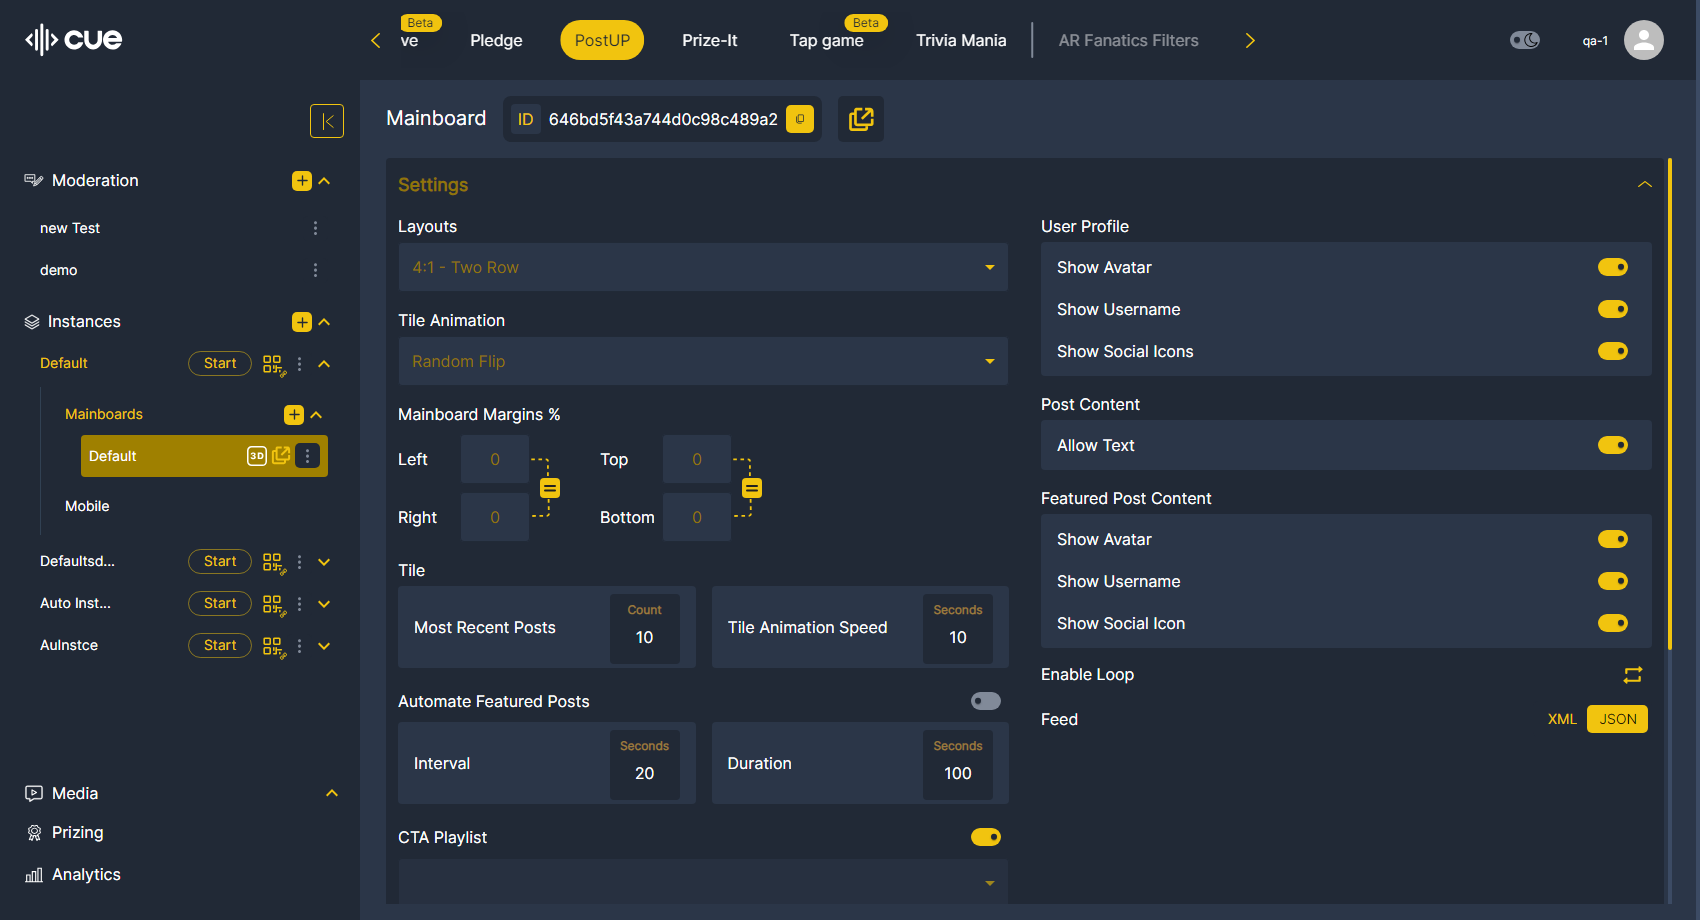 cue
Beta
ve
Pledge
PostUP
Prize-It
Beta
Tap game
Trivia Mania
AR Fanatics Filters
qa-1
Mainboard
ID
646bd5f43a744d0c98c489a2
Moderation
new Test
demo
Instances
Default
Start
Mainboards
Default
3D
Mobile
Defaultsd...
Start
Auto Inst...
Start
AuInstce
Start
Media
Prizing
Analytics
Settings
Layouts
4:1 - Two Row
Tile Animation
Random Flip
Mainboard Margins %
Left
0
Top
0
Right
0
Bottom
0
Tile
Most Recent Posts
Count
10
Tile Animation Speed
Seconds
10
Automate Featured Posts
Interval
Seconds
20
Duration
Seconds
100
CTA Playlist
User Profile
Show Avatar
Show Username
Show Social Icons
Post Content
Allow Text
Featured Post Content
Show Avatar
Show Username
Show Social Icon
Enable Loop
Feed
XML
JSON